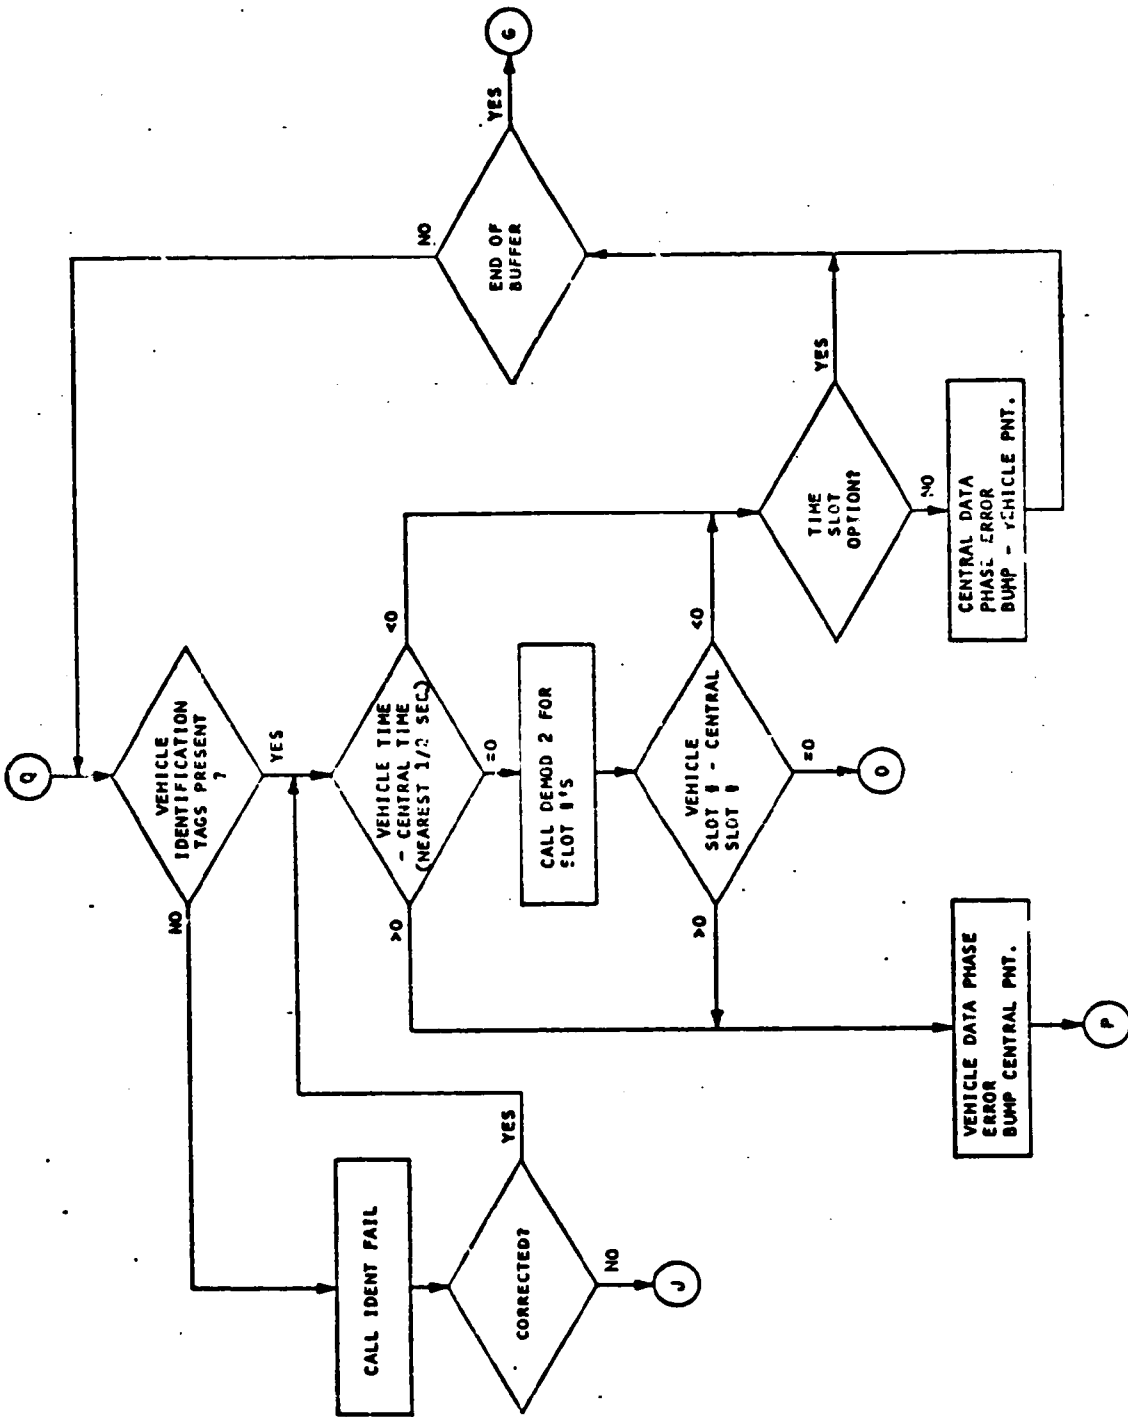 Q
VEHICLE
IDENTIFICATION
TAGS PRESENT
?
NO
YES
CALL IDENT FAIL
CORRECTED?
YES
NO
J
VEHICLE TIME
- CENTRAL TIME
(NEAREST 1/2 SEC)
>0
=0
<0
CALL DEMOD 2 FOR
SLOT #'S
VEHICLE
SLOT # - CENTRAL
SLOT #
>0
=0
<0
O
VEHICLE DATA PHASE
ERROR
BUMP CENTRAL PNT.
P
TIME
SLOT
OPTION?
YES
NO
CENTRAL DATA
PHASE ERROR
BUMP - VEHICLE PNT.
END OF
BUFFER
NO
YES
G